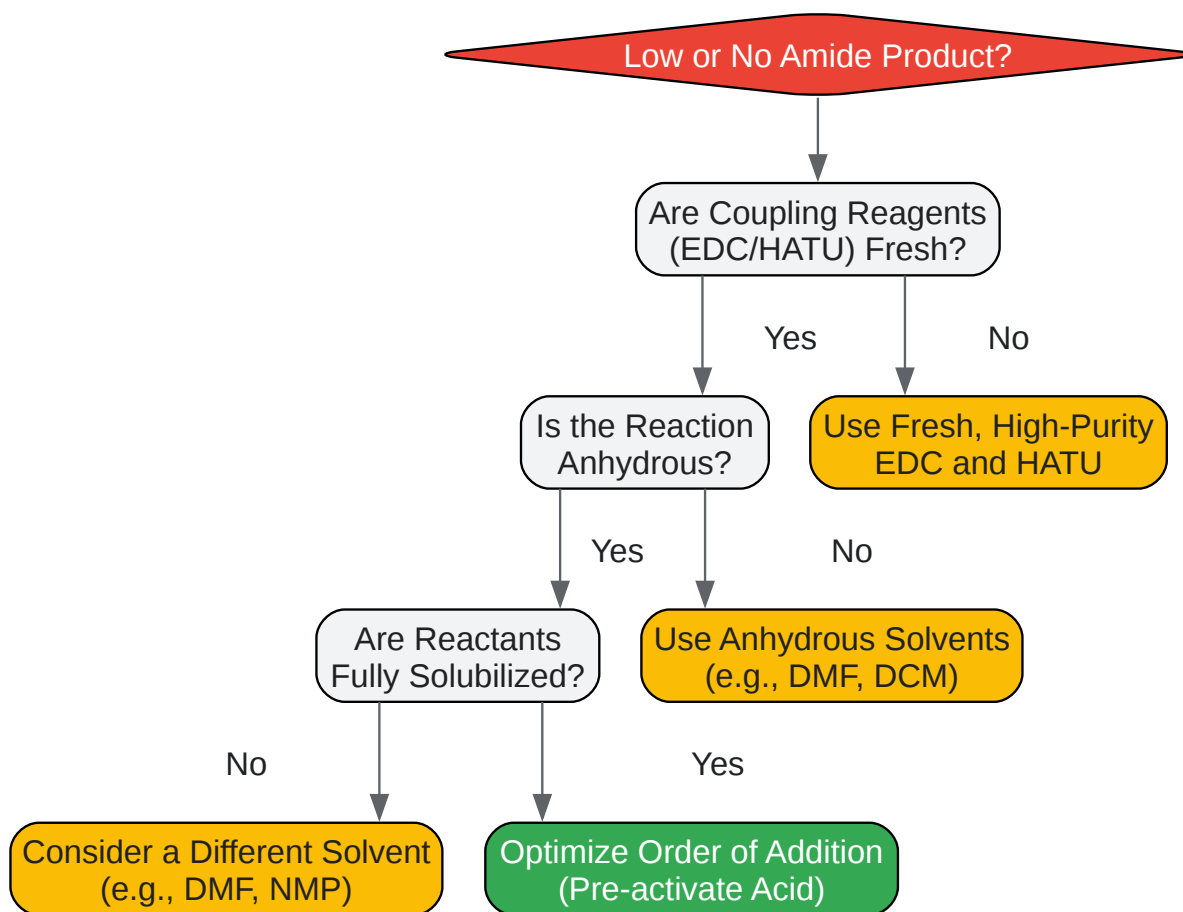 Low or No Amide Product?
Are Coupling Reagents
(EDC/HATU) Fresh?
Yes
No
Is the Reaction
Anhydrous?
Use Fresh, High-Purity
EDC and HATU
Yes
No
Are Reactants
Fully Solubilized?
Use Anhydrous Solvents
(e.g., DMF, DCM)
No
Yes
Consider a Different Solvent
(e.g., DMF, NMP)
Optimize Order of Addition
(Pre-activate Acid)